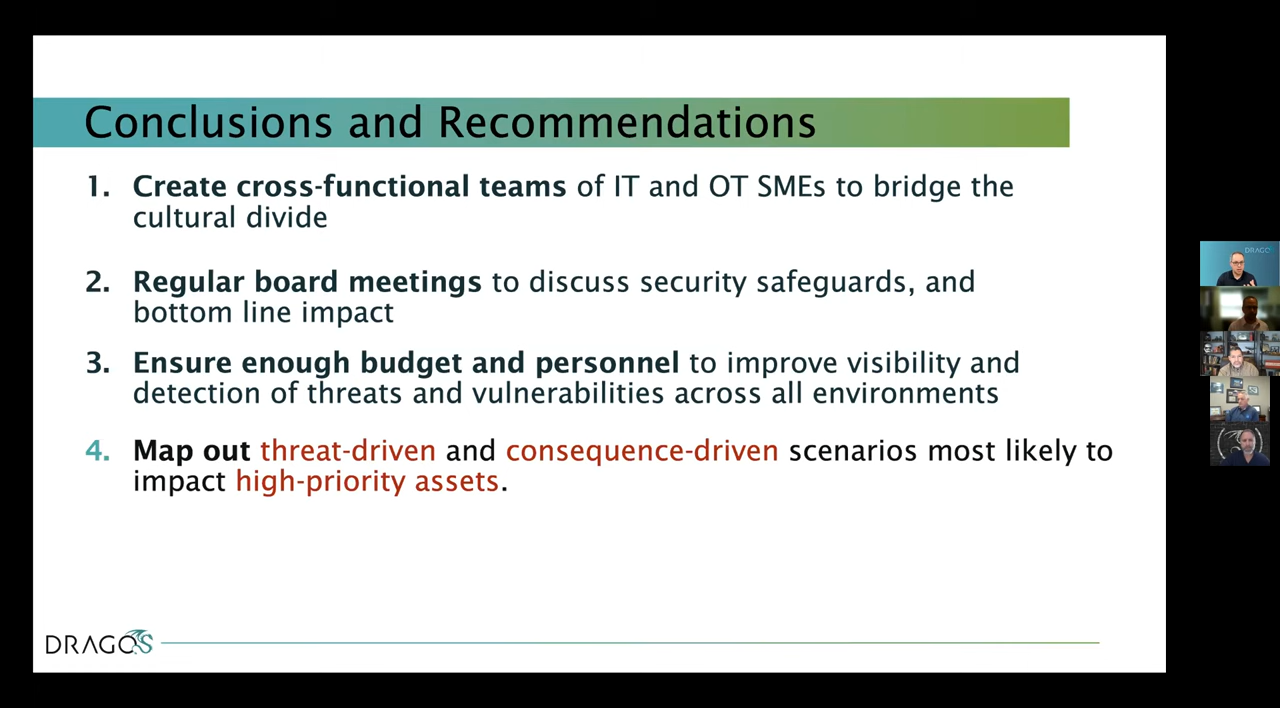 Conclusions and Recommendations
1. Create cross-functional teams of IT and OT SMEs to bridge the
cultural divide
2. Regular board meetings to discuss security safeguards, and
bottom line impact
3. Ensure enough budget and personnel to improve visibility and
detection of threats and vulnerabilities across all environments
4. Map out threat-driven and consequence-driven scenarios most likely to
impact high-priority assets.
DRAGOS
DRAGOS